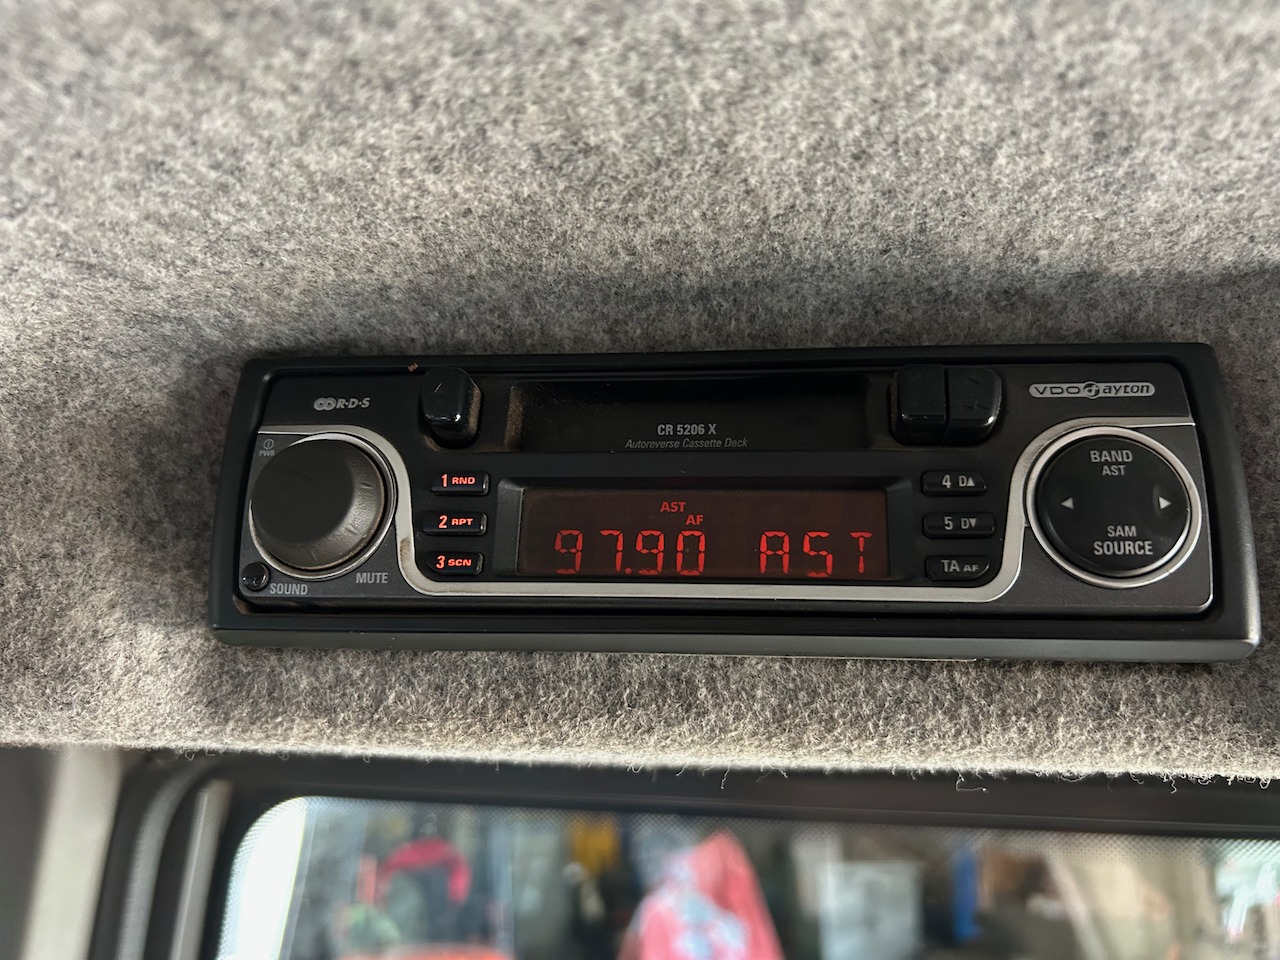 R·D·S
VDO Dayton
PWR
CR 5206 X
Autoreverse Cassette Deck
1 RND
2 RPT
3 SCN
AST
AF
97.90 AST
4 D▲
5 D▼
TA AF
BAND
AST
◄ ►
SAM
SOURCE
MUTE
SOUND